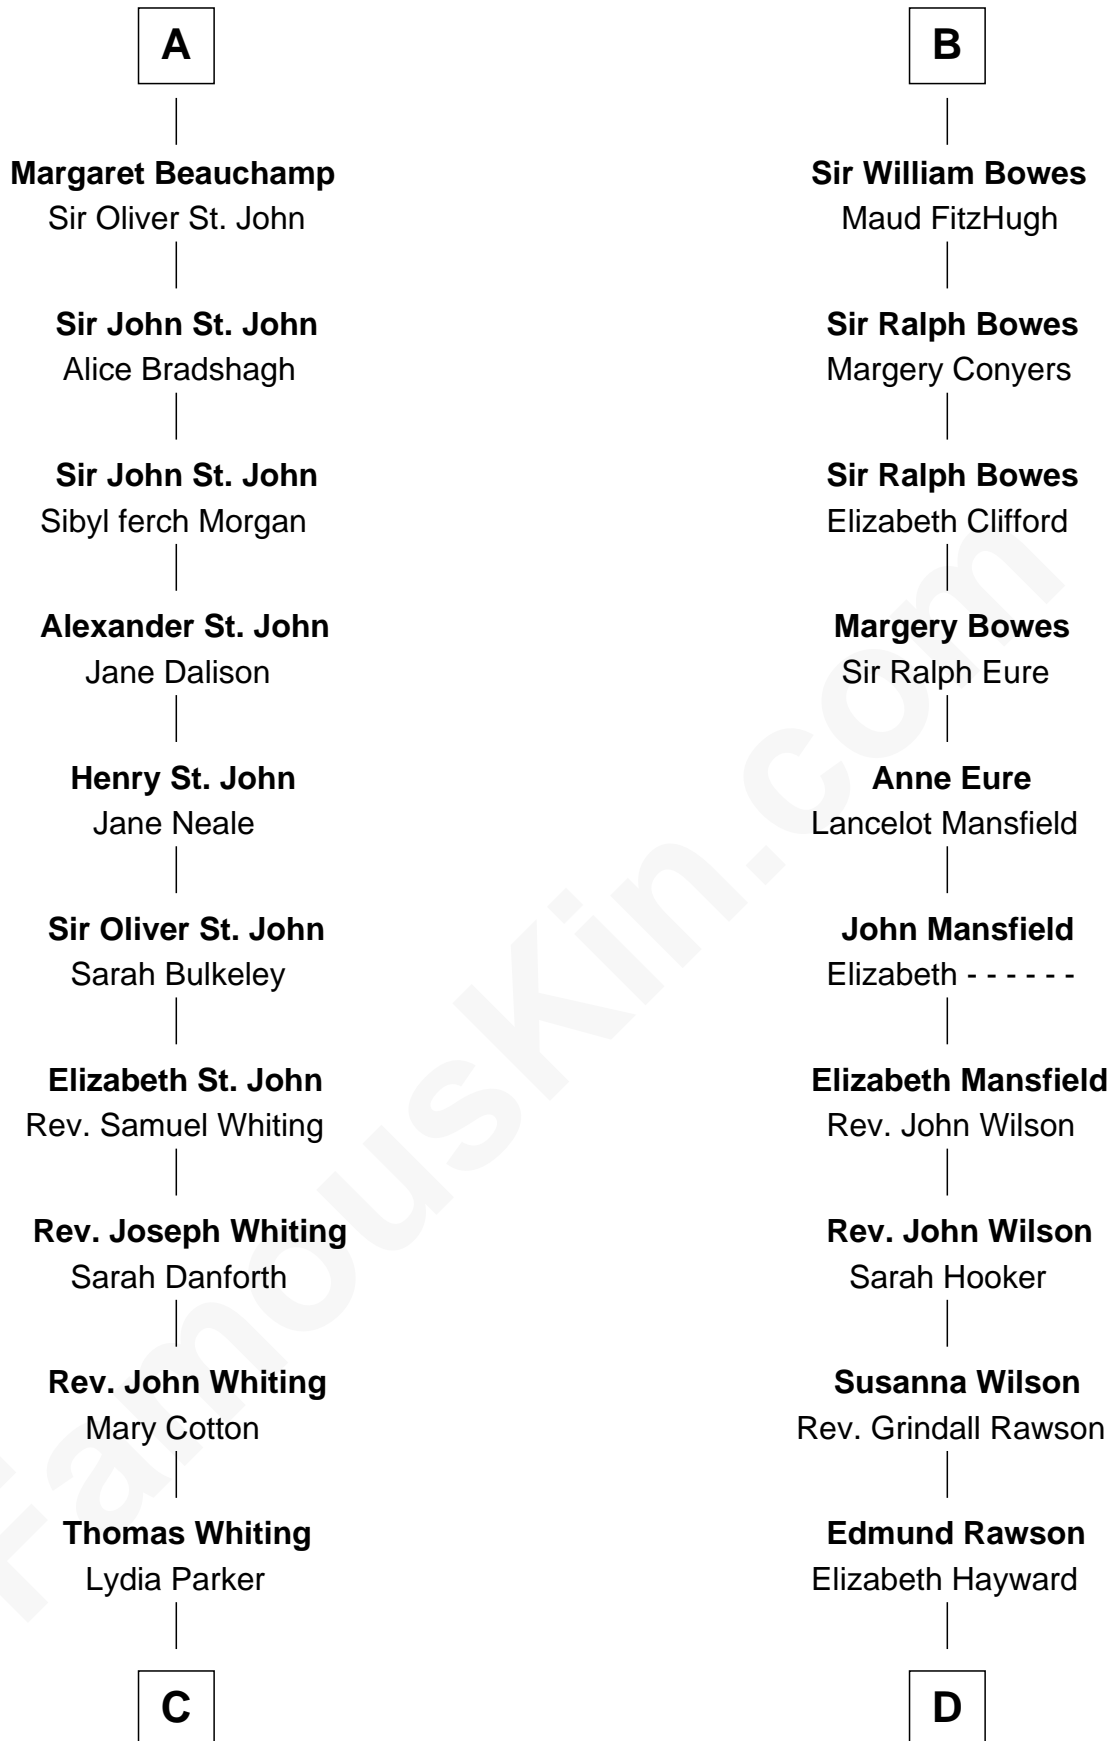 A
Margaret Beauchamp
Sir Oliver St. John
Sir John St. John
Alice Bradshagh
Sir John St. John
Sibyl ferch Morgan
Alexander St. John
Jane Dalison
Henry St. John
Jane Neale
Sir Oliver St. John
Sarah Bulkeley
Elizabeth St. John
Rev. Samuel Whiting
Rev. Joseph Whiting
Sarah Danforth
Rev. John Whiting
Mary Cotton
Thomas Whiting
Lydia Parker
C
B
Sir William Bowes
Maud FitzHugh
Sir Ralph Bowes
Margery Conyers
Sir Ralph Bowes
Elizabeth Clifford
Margery Bowes
Sir Ralph Eure
Anne Eure
Lancelot Mansfield
John Mansfield
Elizabeth - - - - - -
Elizabeth Mansfield
Rev. John Wilson
Rev. John Wilson
Sarah Hooker
Susanna Wilson
Rev. Grindall Rawson
Edmund Rawson
Elizabeth Hayward
D
FamousKin.com